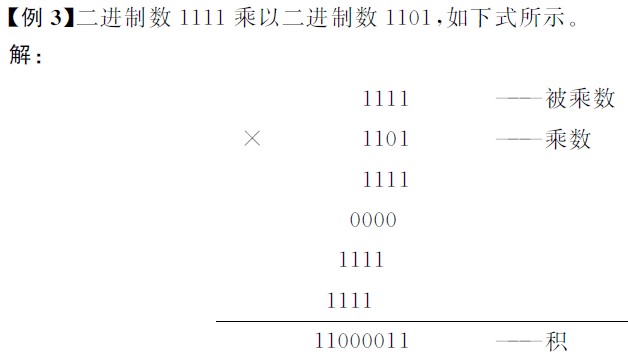 【例 3】二进制数 1111 乘以二进制数 1101,如下式所示。
解:
1111 ——被乘数
× 1101 ——乘数
1111
0000
1111
1111
11000011 ——积